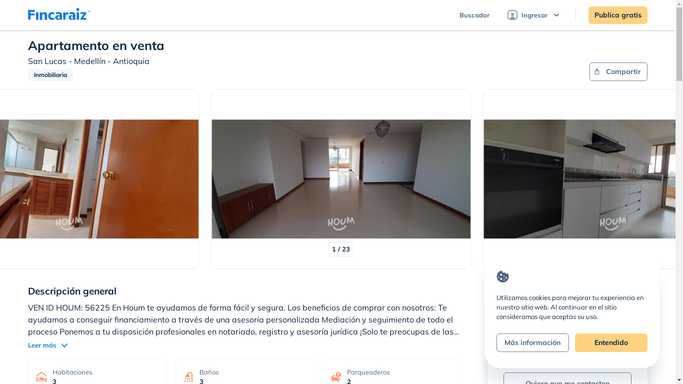 Fincaraiz
Buscador
Ingresar
Publica gratis
Apartamento en venta
San Lucas - Medellín - Antioquia
Inmobiliaria
Compartir
HOUM
HOUM
HOUM
1 / 23
Descripción general
VEN ID HOUM: 56225 En Houm te ayudamos de forma fácil y segura. Los beneficios de comprar con nosotros: Te
ayudamos a conseguir financiamiento a través de una asesoría personalizada Mediación y seguimiento de todo el
proceso Ponemos a tu disposición profesionales en notariado, registro y asesoría jurídica ¡Solo te preocupas de las...
Leer más
Habitaciones
3
Baños
3
Parqueaderos
2
Utilizamos cookies para mejorar tu experiencia en
nuestro sitio web. Al continuar en el sitio
consideramos que aceptas su uso.
Más información
Entendido
Quiero que me contacten